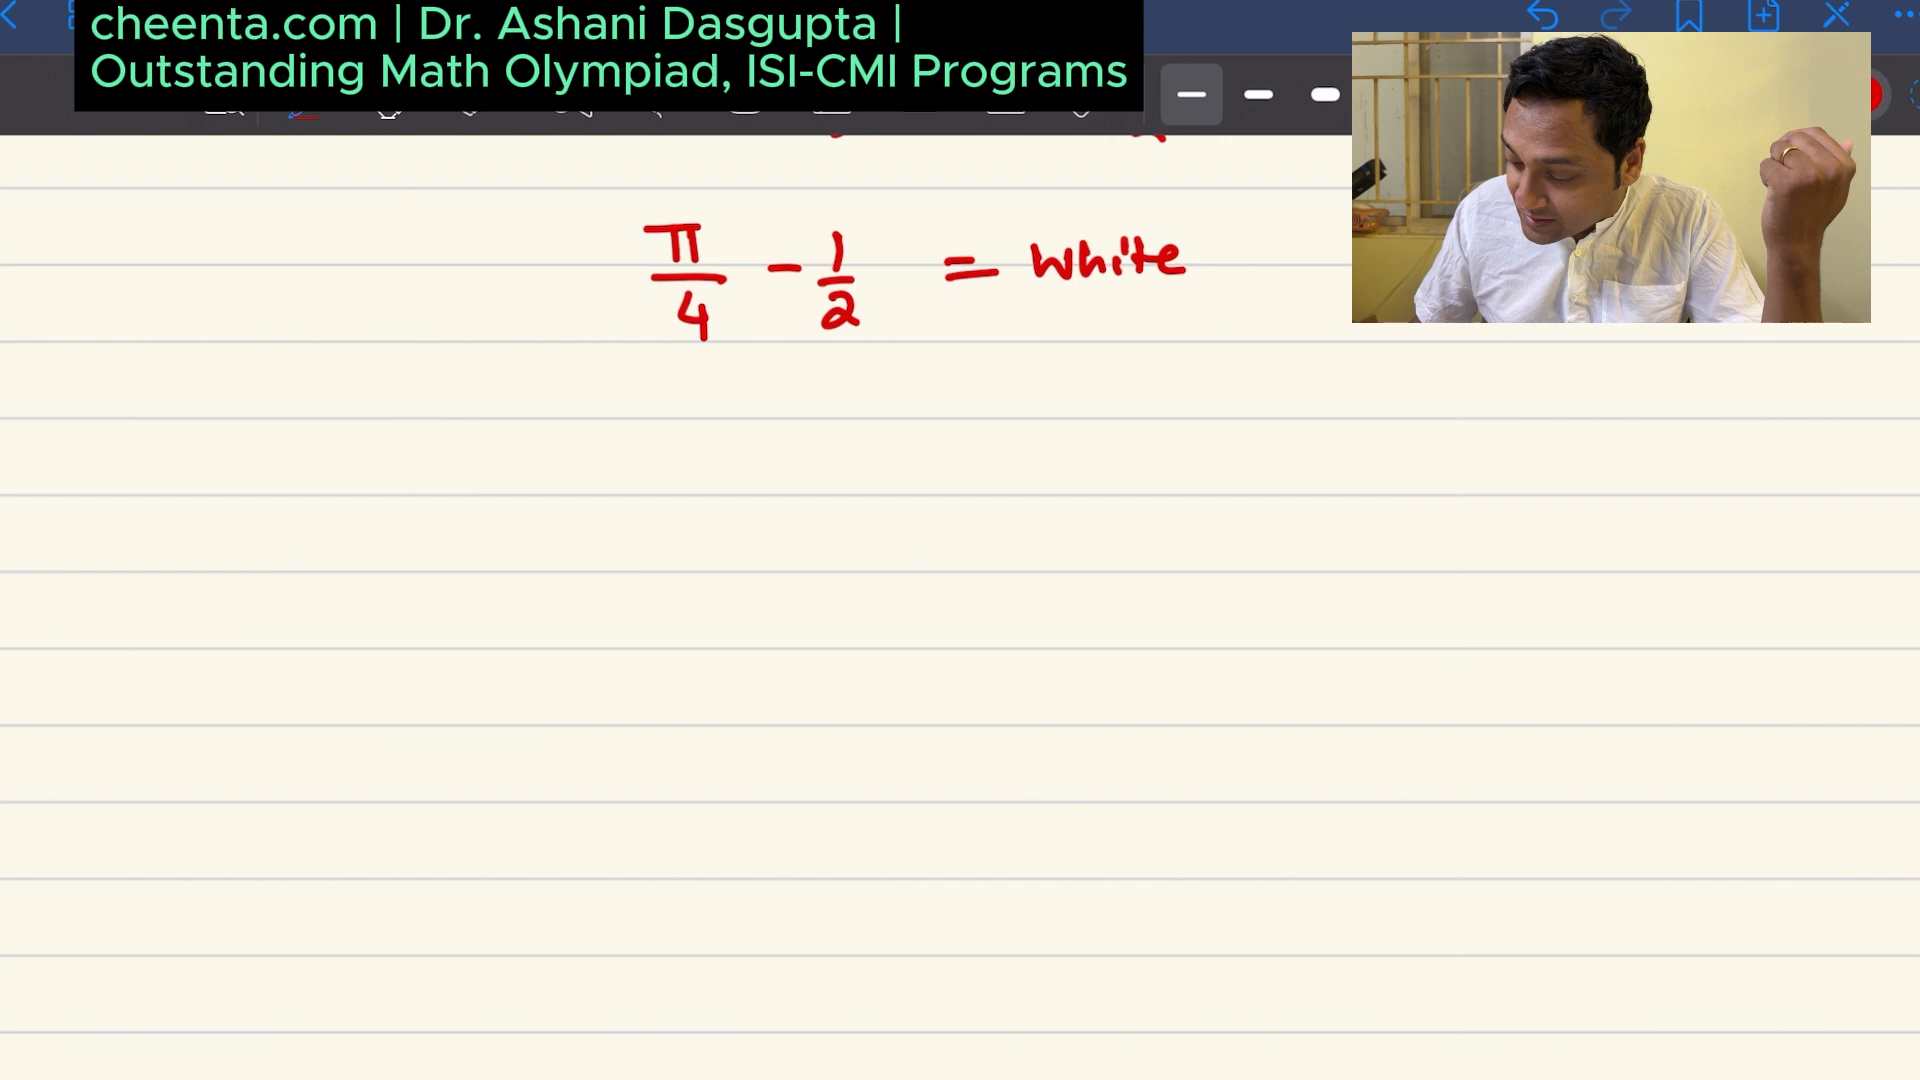 cheenta.com | Dr. Ashani Dasgupta |
Outstanding Math Olympiad, ISI-CMI Programs
π/4 - 1/2 = white